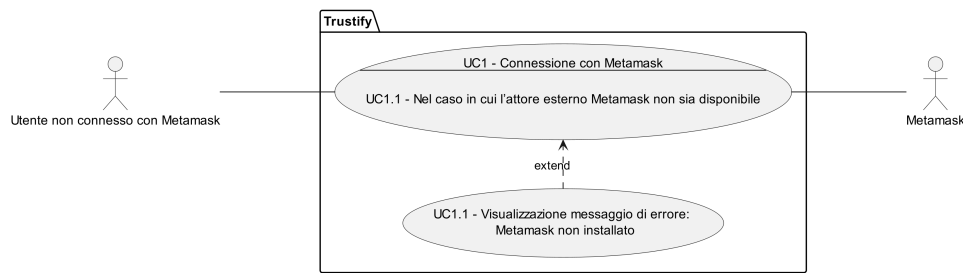 Trustify
UC1 - Connessione con Metamask
UC1.1 - Nel caso in cui l'attore esterno Metamask non sia disponibile
Utente non connesso con Metamask
Metamask
extend
UC1.1 - Visualizzazione messaggio di errore:
Metamask non installato